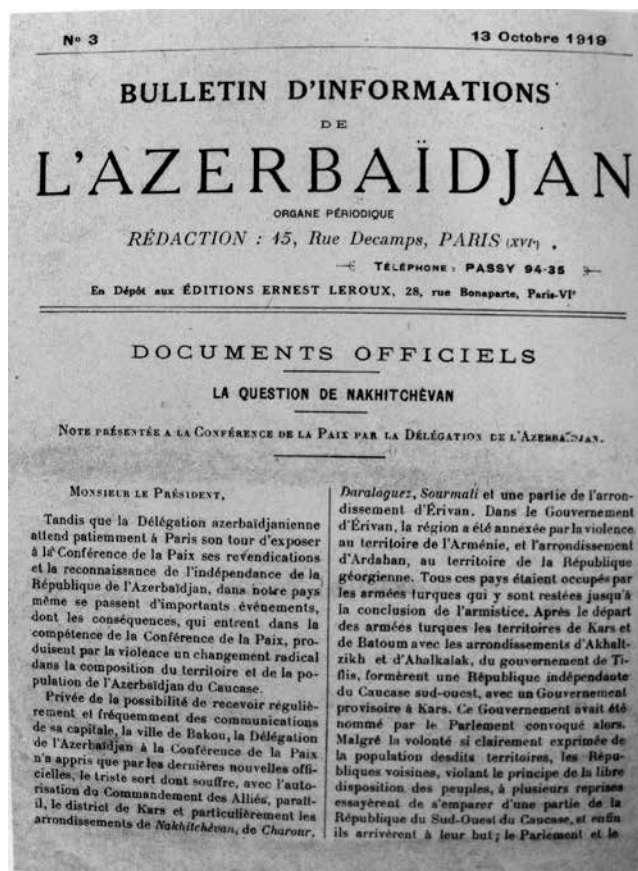 No 3
13 Octobre 1919
BULLETIN D'INFORMATIONS
DE
L'AZERBAÏDJAN
ORGANE PÉRIODIQUE
RÉDACTION : 15, Rue Decamps, PARIS (XVIe) .
TÉLÉPHONE : PASSY 94-35
En Dépôt aux ÉDITIONS ERNEST LEROUX, 28, rue Bonaparte, Paris-VIe
DOCUMENTS OFFICIELS
LA QUESTION DE NAKHITCHÈVAN
NOTE PRÉSENTÉE A LA CONFÉRENCE DE LA PAIX PAR LA DÉLÉGATION DE L'AZERBAÏDJAN.
MONSIEUR LE PRÉSIDENT,
Tandis que la Délégation azerbaïdjanienne
attend patiemment à Paris son tour d'exposer
à la Conférence de la Paix ses revendications
et la reconnaissance de l'indépendance de la
République de l'Azerbaïdjan, dans notre pays
même se passent d'importants événements,
dont les conséquences, qui entrent dans la
compétence de la Conférence de la Paix, pro-
duisent par la violence un changement radical
dans la composition du territoire et de la po-
pulation de l'Azerbaïdjan du Caucase.
Privée de la possibilité de recevoir réguliè-
rement et fréquemment des communications
de sa capitale, la ville de Bakou, la Délégation
de l'Azerbaïdjan à la Conférence de la Paix
n'a appris que par les dernières nouvelles offi-
cielles, le triste sort dont souffre, avec l'auto-
risation du Commandement des Alliés, paraît-
il, le district de Kars et particulièrement les
arrondissements de Nakhitchèvan, de Charour,
Daralaguez, Sourmali et une partie de l'arron-
dissement d'Érivan. Dans le Gouvernement
d'Érivan, la région a été annexée par la violence
au territoire de l'Arménie, et l'arrondissement
d'Ardahan, au territoire de la République
géorgienne. Tous ces pays étaient occupés par
les armées turques qui y sont restées jusqu'à
la conclusion de l'armistice. Après le départ
des armées turques les territoires de Kars et
de Batoum avec les arrondissements d'Akhalt-
zikh et d'Ahalkalak, du gouvernement de Ti-
flis, formèrent une République indépendante
du Caucase sud-ouest, avec un Gouvernement
provisoire à Kars. Ce Gouvernement avait été
nommé par le Parlement convoqué alors.
Malgré la volonté si clairement exprimée de
la population desdits territoires, les Répu-
bliques voisines, violant le principe de la libre
disposition des peuples, à plusieurs reprises
essayèrent de s'emparer d'une partie de la
République du Sud-Ouest du Caucase, et enfin
ils arrivèrent à leur but ; le Parlement et le